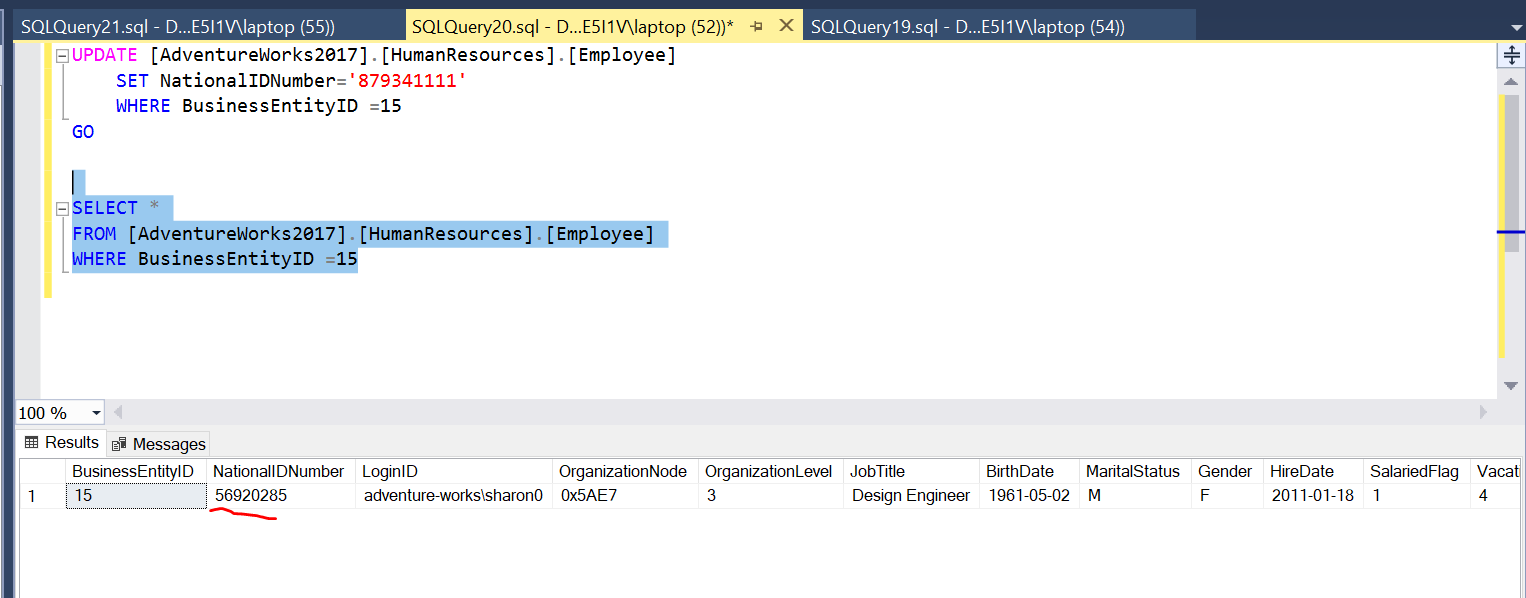 SQLQuery21.sql - D...E5I1V\laptop (55)) SQLQuery20.sql - D...E5I1V\laptop (52))* SQLQuery19.sql - D...E5I1V\laptop (54))
UPDATE [AdventureWorks2017].[HumanResources].[Employee]
SET NationalIDNumber='879341111'
WHERE BusinessEntityID =15
GO
SELECT *
FROM [AdventureWorks2017].[HumanResources].[Employee]
WHERE BusinessEntityID =15
100 %
Results Messages
BusinessEntityID NationalIDNumber LoginID OrganizationNode OrganizationLevel JobTitle BirthDate MaritalStatus Gender HireDate SalariedFlag Vacat
1 15 56920285 adventure-works\sharon0 0x5AE7 3 Design Engineer 1961-05-02 M F 2011-01-18 1 4